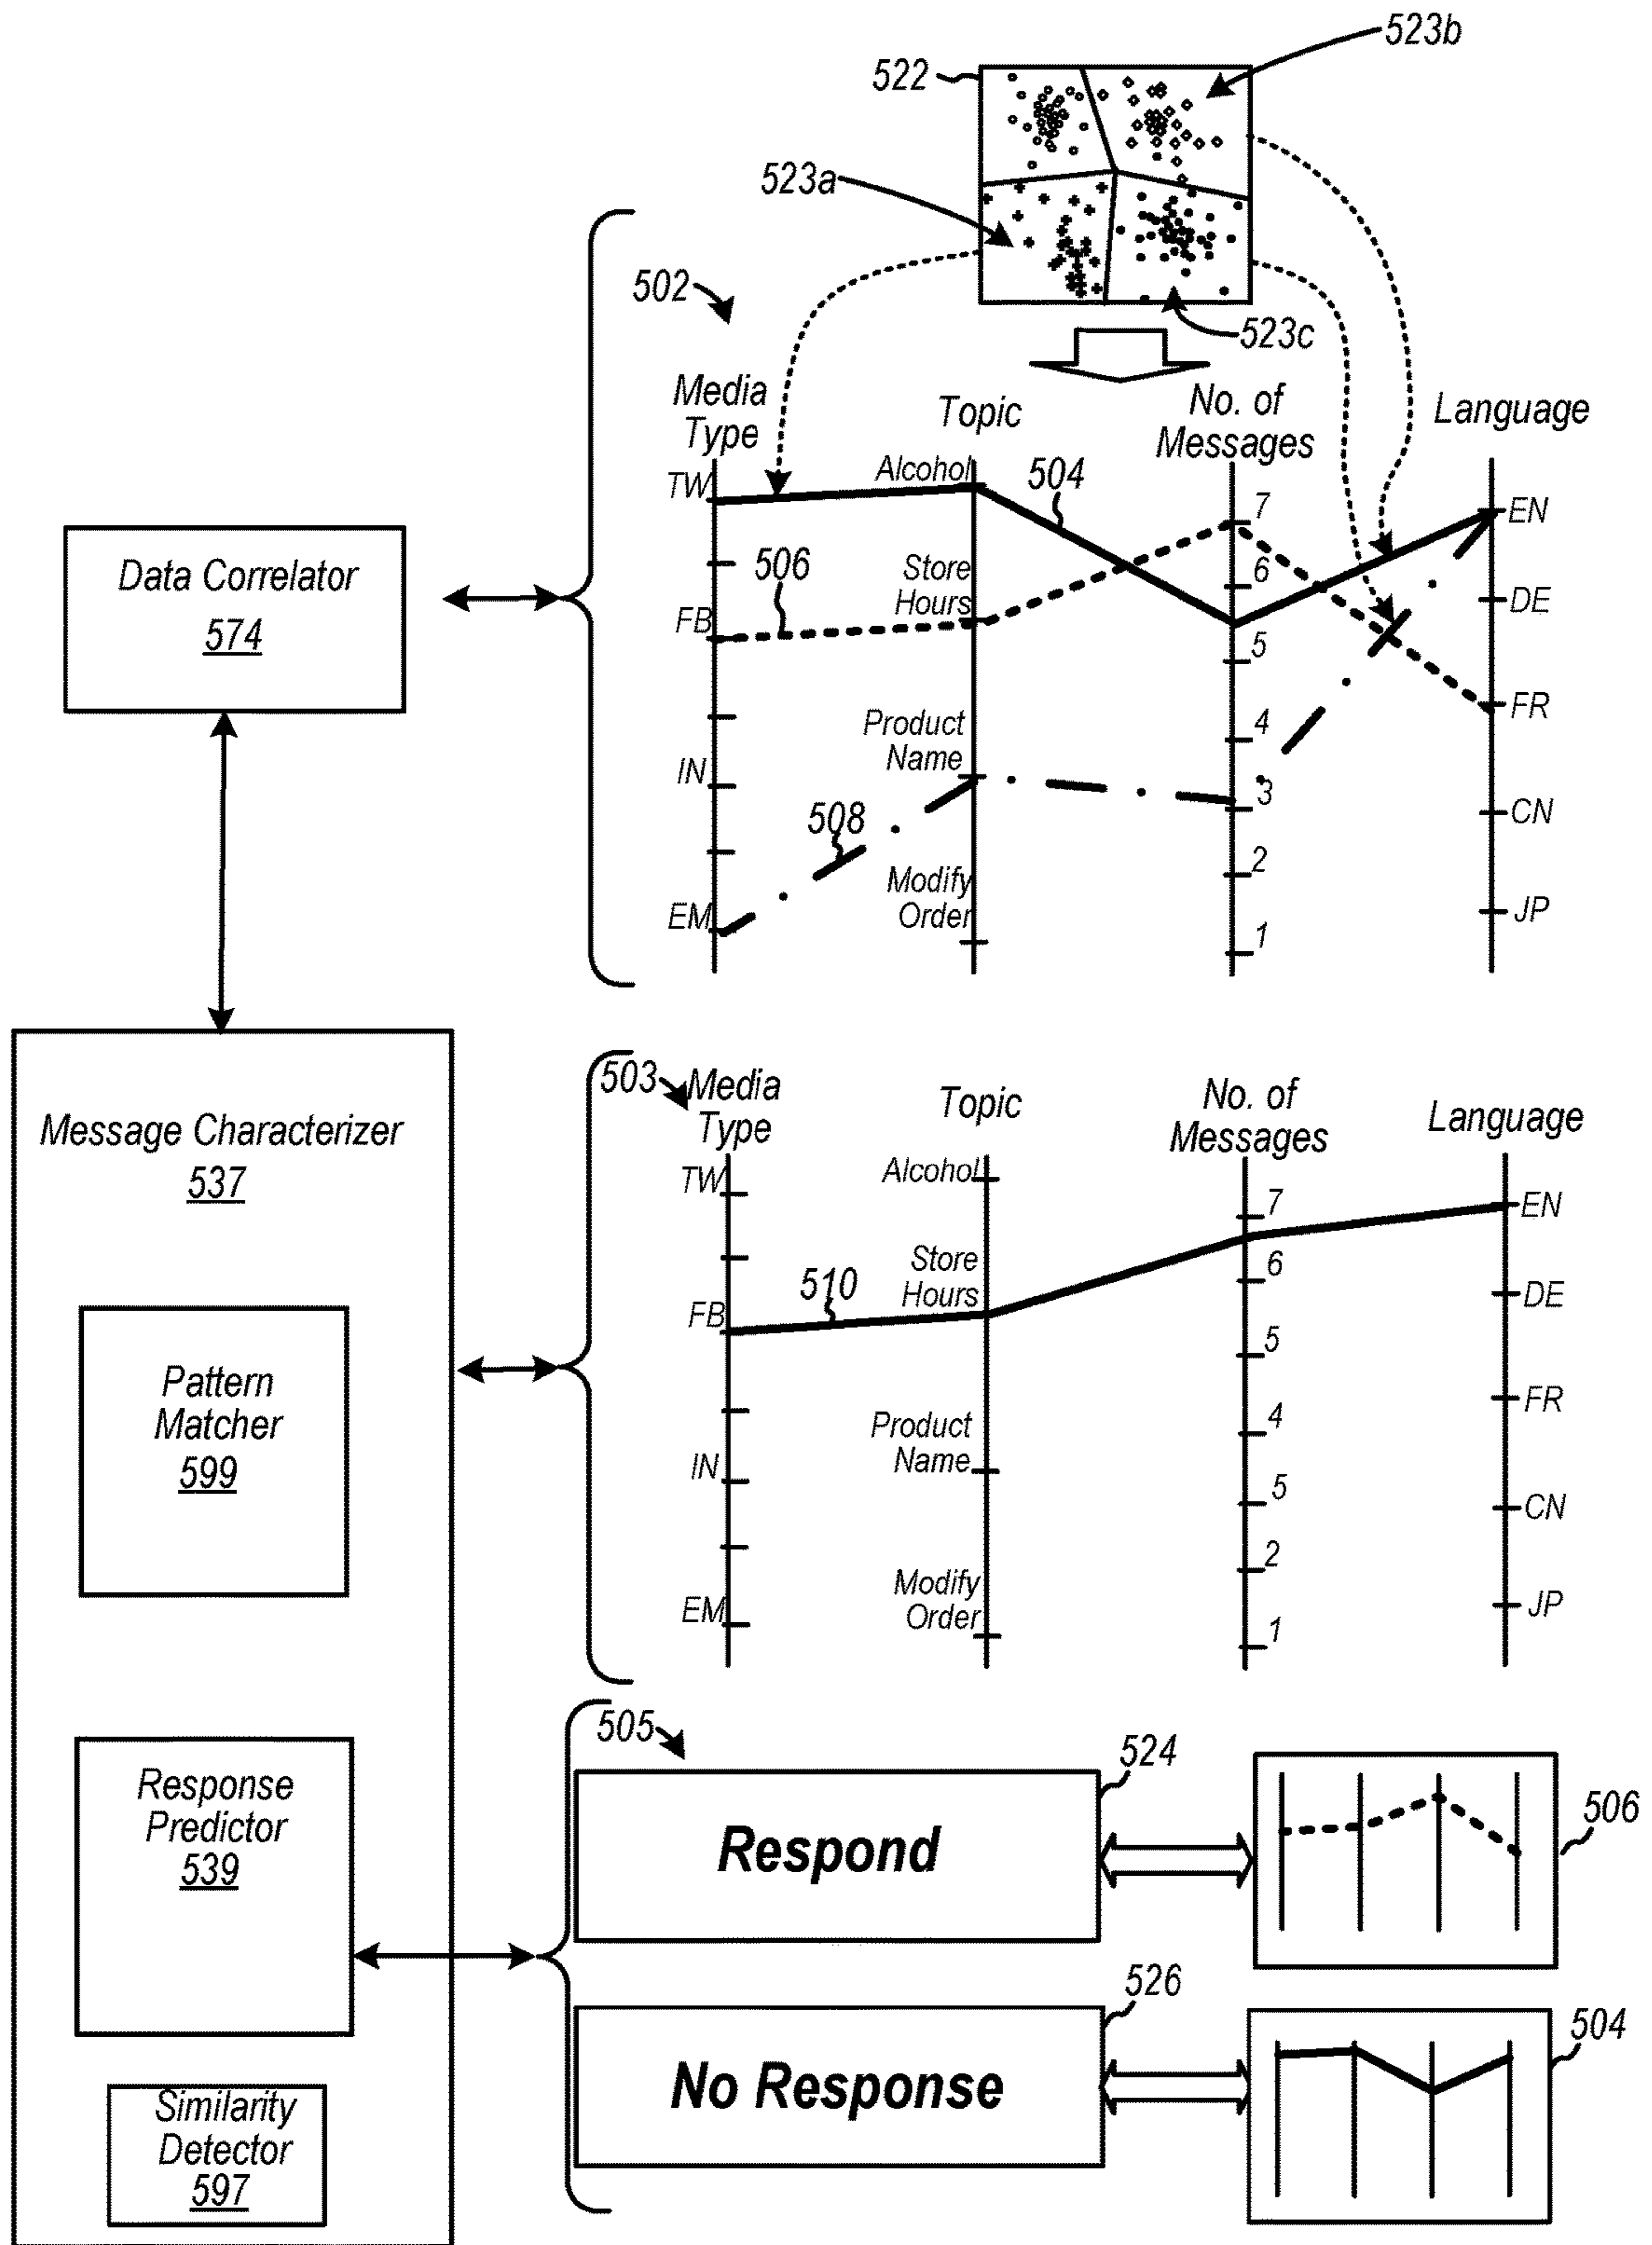 523b
522
523a
502
523c
Media
Type
Topic
No. of
Messages
Language
TW
Alcohol
504
7
EN
506
Store
Hours
6
DE
FB
5
FR
Product
Name
4
IN
3
CN
508
2
Modify
Order
EM
1
JP
Data Correlator
574
503
Media
Type
Topic
No. of
Messages
Language
Message Characterizer
537
TW
Alcohol
7
EN
Store
Hours
6
510
DE
FB
5
FR
Pattern
Matcher
599
Product
Name
4
IN
5
CN
2
Modify
Order
EM
JP
1
505
524
Response
Predictor
539
Respond
506
526
504
No Response
Similarity
Detector
597